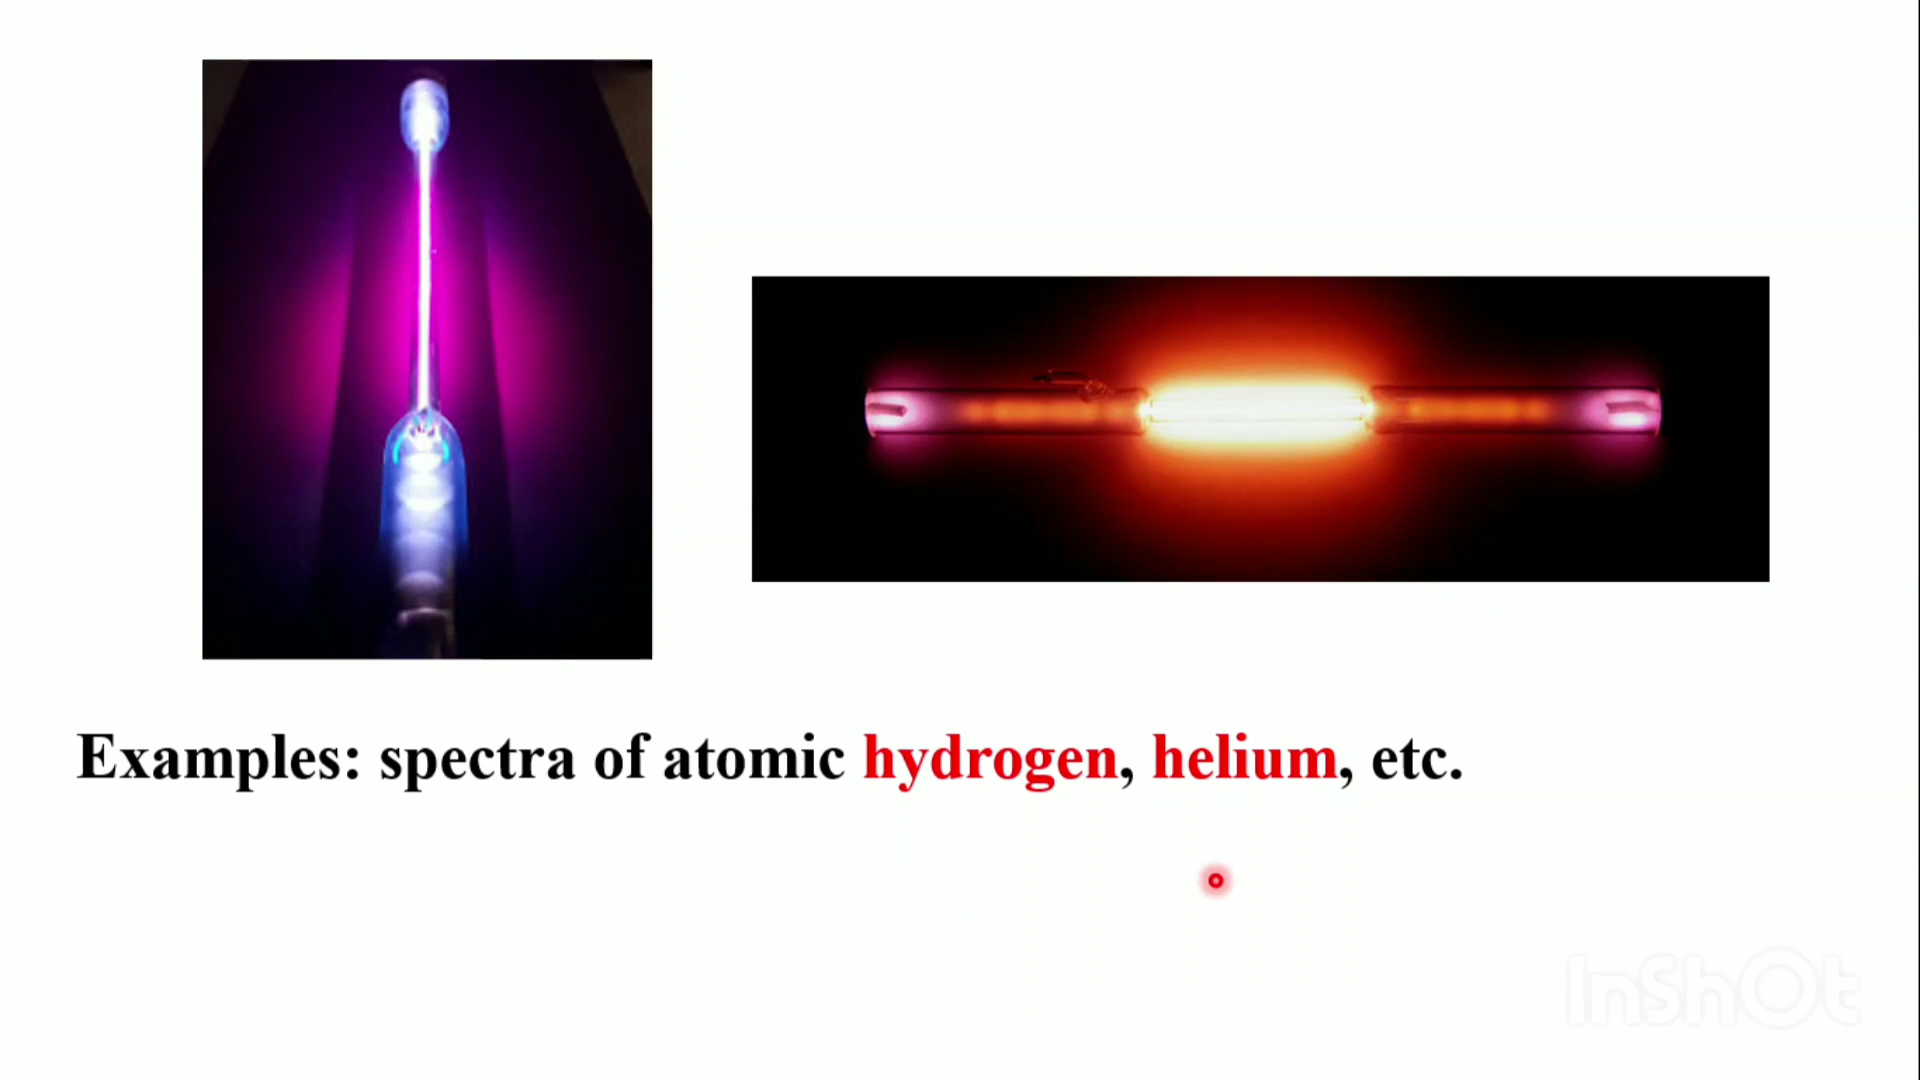 Examples: spectra of atomic hydrogen, helium, etc.
InShOt